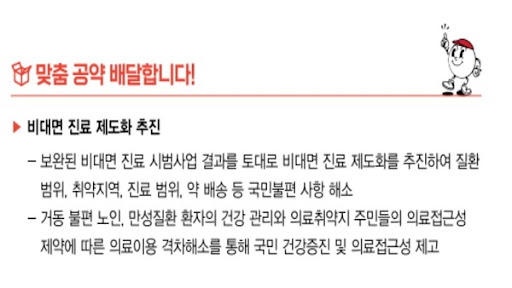 맞춤 공약 배달합니다!
▶ 비대면 진료 제도화 추진
– 보완된 비대면 진료 시범사업 결과를 토대로 비대면 진료 제도화를 추진하여 질환
범위, 취약지역, 진료 범위, 약 배송 등 국민불편 사항 해소
– 거동 불편 노인, 만성질환 환자의 건강 관리와 의료취약지 주민들의 의료접근성
제약에 따른 의료이용 격차해소를 통해 국민 건강증진 및 의료접근성 제고